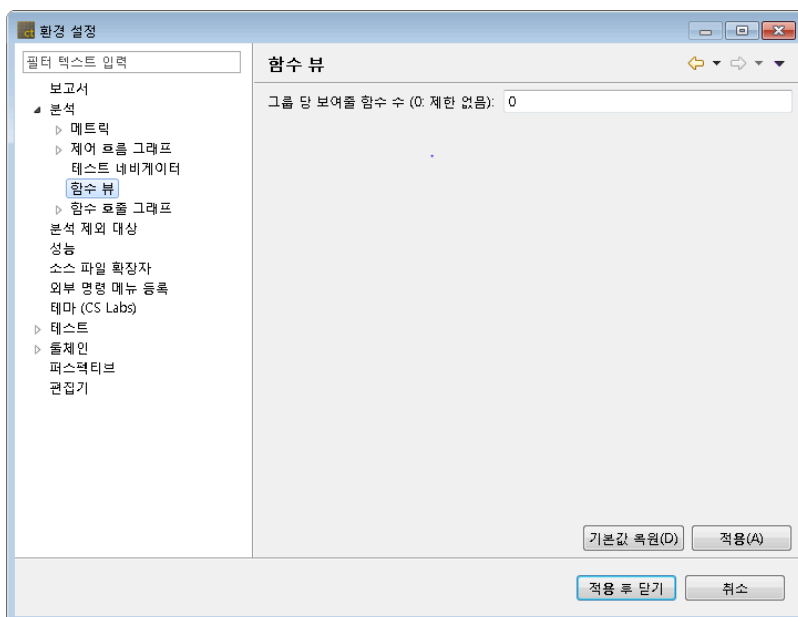 ct 환경 설정
필터 텍스트 입력
보고서
분석
메트릭
제어 흐름 그래프
테스트 네비게이터
함수 뷰
함수 호출 그래프
분석 제외 대상
성능
소스 파일 확장자
외부 명령 메뉴 등록
테마 (CS Labs)
테스트
툴체인
퍼스펙티브
편집기
함수 뷰
그룹 당 보여줄 함수 수 (0: 제한 없음): 0
기본값 복원(D) 적용(A)
적용 후 닫기 취소